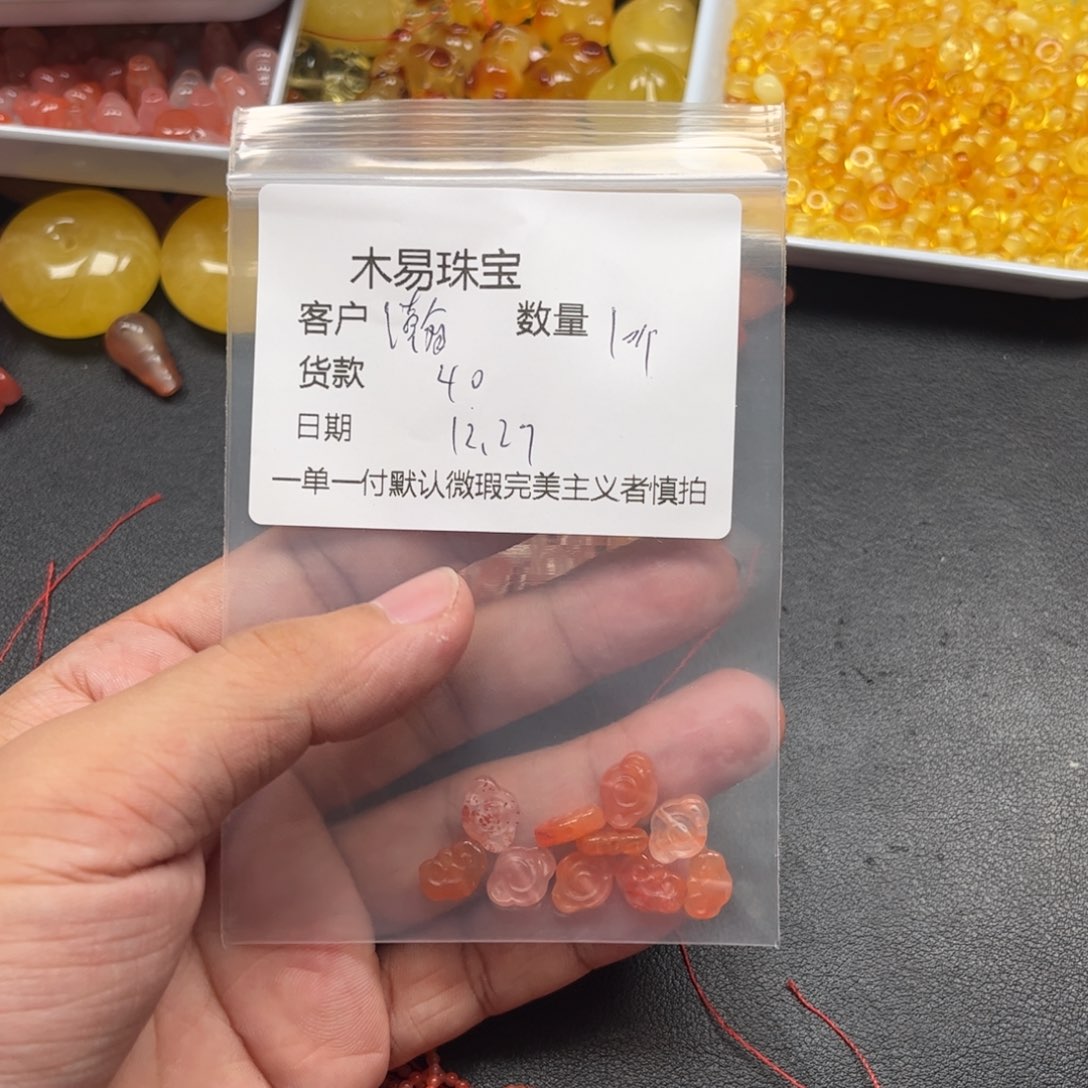 木易珠宝
客户 瀚 数量
货款 40
日期 12.27
一单一付默认微瑕完美主义者慎拍